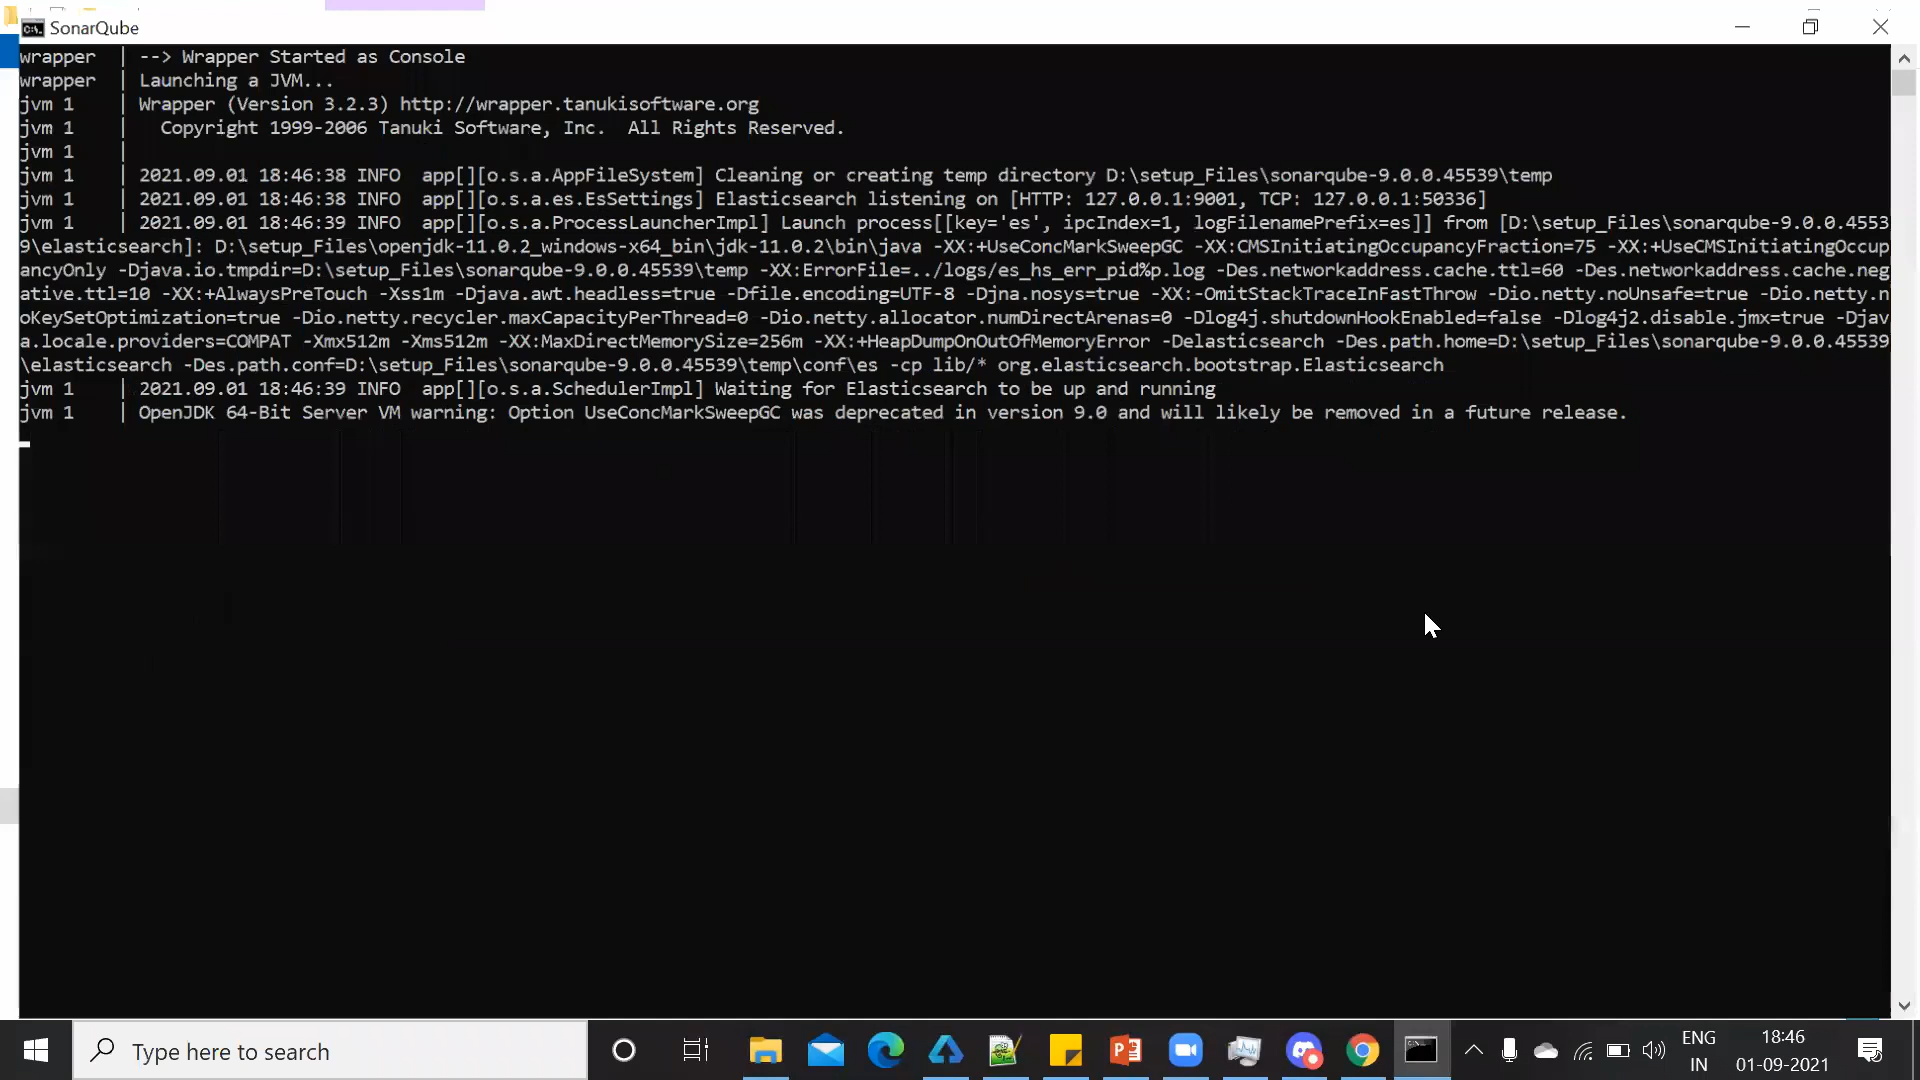 SonarQube
wrapper | --> Wrapper Started as Console
wrapper | Launching a JVM...
jvm 1 | Wrapper (Version 3.2.3) http://wrapper.tanukisoftware.org
jvm 1 | Copyright 1999-2006 Tanuki Software, Inc. All Rights Reserved.
jvm 1 |
jvm 1 | 2021.09.01 18:46:38 INFO app[][o.s.a.AppFileSystem] Cleaning or creating temp directory D:\setup_Files\sonarqube-9.0.0.45539\temp
jvm 1 | 2021.09.01 18:46:38 INFO app[][o.s.a.es.EsSettings] Elasticsearch listening on [HTTP: 127.0.0.1:9001, TCP: 127.0.0.1:50336]
jvm 1 | 2021.09.01 18:46:39 INFO app[][o.s.a.ProcessLauncherImpl] Launch process[[key='es', ipcIndex=1, logFilenamePrefix=es]] from [D:\setup_Files\sonarqube-9.0.0.4553
9\elasticsearch]: D:\setup_Files\openjdk-11.0.2_windows-x64_bin\jdk-11.0.2\bin\java -XX:+UseConcMarkSweepGC -XX:CMSInitiatingOccupancyFraction=75 -XX:+UseCMSInitiatingOccup
ancyOnly -Djava.io.tmpdir=D:\setup_Files\sonarqube-9.0.0.45539\temp -XX:ErrorFile=../logs/es_hs_err_pid%p.log -Des.networkaddress.cache.ttl=60 -Des.networkaddress.cache.neg
ative.ttl=10 -XX:+AlwaysPreTouch -Xss1m -Djava.awt.headless=true -Dfile.encoding=UTF-8 -Djna.nosys=true -XX:-OmitStackTraceInFastThrow -Dio.netty.noUnsafe=true -Dio.netty.n
oKeySetOptimization=true -Dio.netty.recycler.maxCapacityPerThread=0 -Dio.netty.allocator.numDirectArenas=0 -Dlog4j.shutdownHookEnabled=false -Dlog4j2.disable.jmx=true -Djav
a.locale.providers=COMPAT -Xmx512m -Xms512m -XX:MaxDirectMemorySize=256m -XX:+HeapDumpOnOutOfMemoryError -Delasticsearch -Des.path.home=D:\setup_Files\sonarqube-9.0.0.45539
\elasticsearch -Des.path.conf=D:\setup_Files\sonarqube-9.0.0.45539\temp\conf\es -cp lib/* org.elasticsearch.bootstrap.Elasticsearch
jvm 1 | 2021.09.01 18:46:39 INFO app[][o.s.a.SchedulerImpl] Waiting for Elasticsearch to be up and running
jvm 1 | OpenJDK 64-Bit Server VM warning: Option UseConcMarkSweepGC was deprecated in version 9.0 and will likely be removed in a future release.
Type here to search
ENG
IN
18:46
01-09-2021